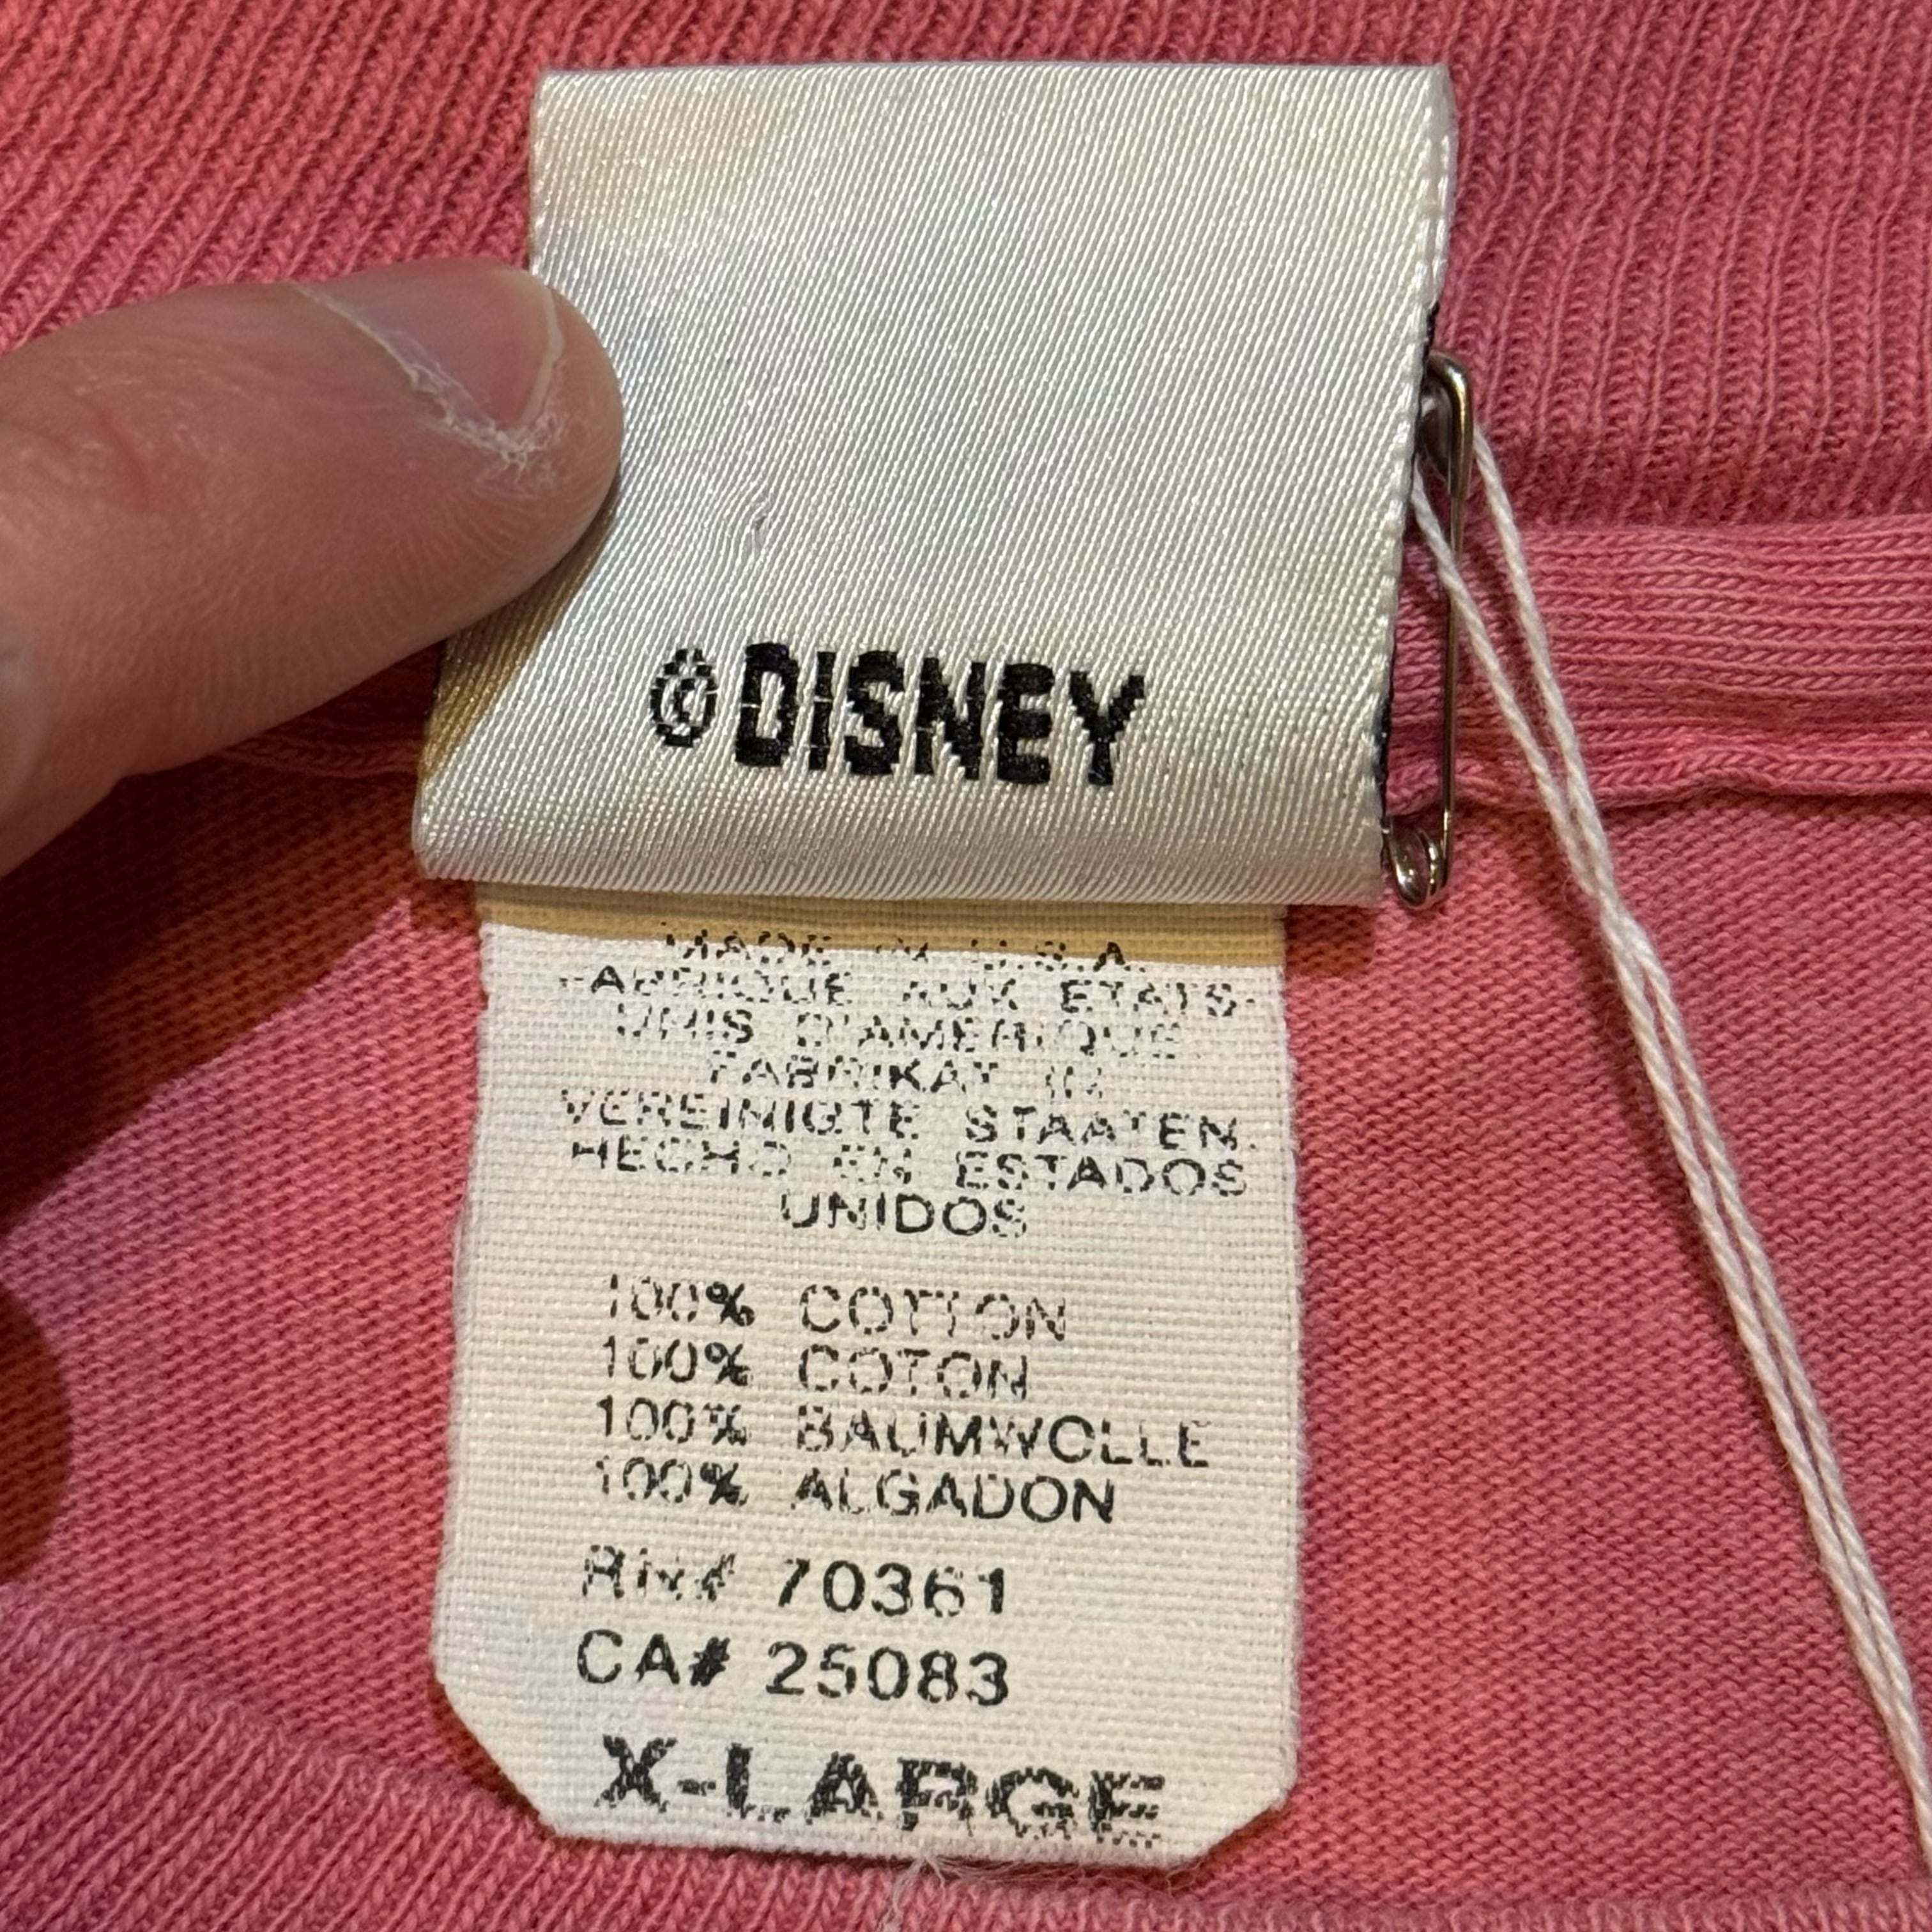 © DISNEY
MADE IN U.S.A.
FABRIQUE AUX ETATS-
UNIS D'AMERIQUE.
FABRIKAT IN
VEREINIGTE STAATEN.
HECHO EN ESTADOS
UNIDOS
100% COTTON
100% COTON
100% BAUMWOLLE
100% ALGADON
RN# 70361
CA# 25083
X-LARGE